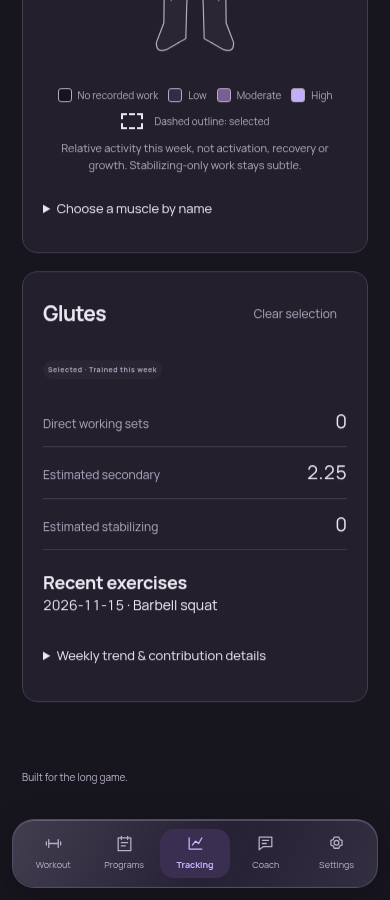 No recorded work
Low
Moderate
High
Dashed outline: selected
Relative activity this week, not activation, recovery or
growth. Stabilizing-only work stays subtle.
Choose a muscle by name
Glutes
Clear selection
Selected · Trained this week
Direct working sets
0
Estimated secondary
2.25
Estimated stabilizing
0
Recent exercises
2026-11-15 · Barbell squat
Weekly trend & contribution details
Built for the long game.
Workout
Programs
Tracking
Coach
Settings